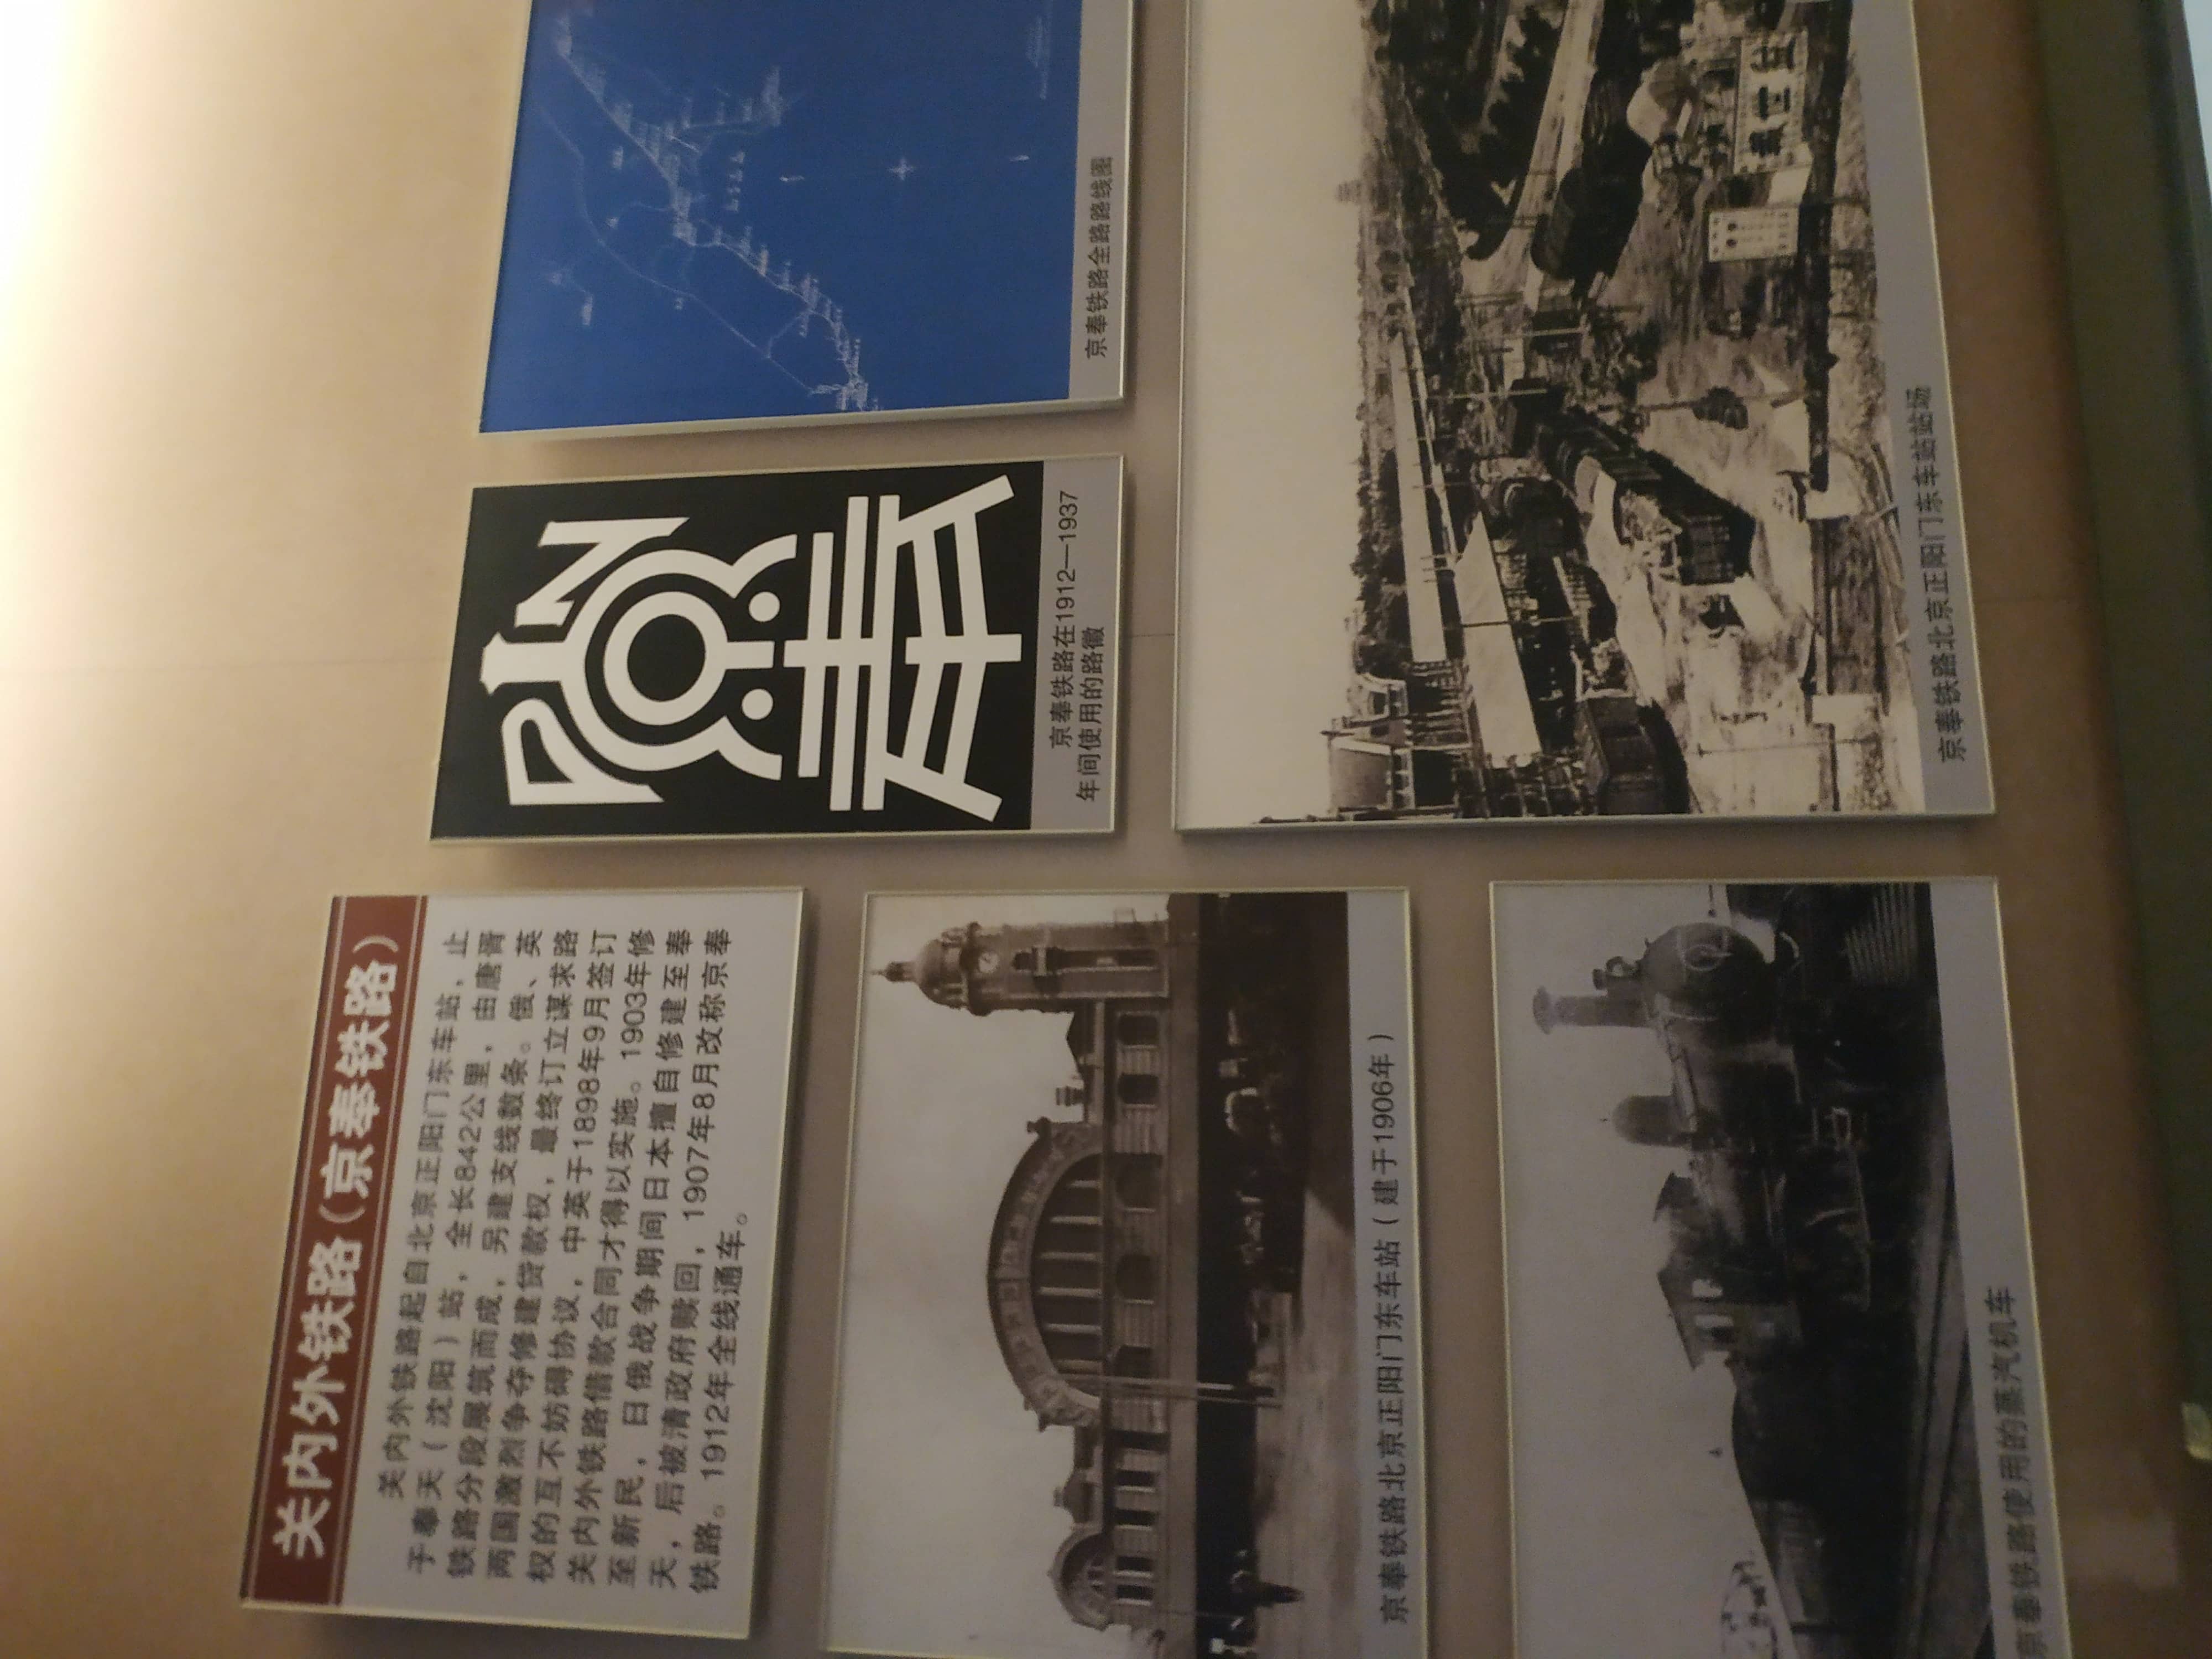 关内外铁路（京奉铁路）
关内外铁路起自北京正阳门东车站，止
于奉天（沈阳）站，全长842公里，由唐胥
铁路分段展筑而成，另建支线数条。俄、英
两国激烈争夺修建贷款权，最终订立谋求路
权的互不妨碍协议，中英于1898年9月签订
关内外铁路借款合同才得以实施。1903年修
至新民，日俄战争期间日本擅自修建至奉
天，后被清政府赎回，1907年8月改称京奉
铁路。1912年全线通车。
P N
京
奉
京奉铁路在1912—1937
年间使用的路徽
京奉铁路全路路线图
京奉铁路北京正阳门东车站（建于1906年）
京奉铁路使用的蒸汽机车
京奉铁路北京正阳门东车站站场